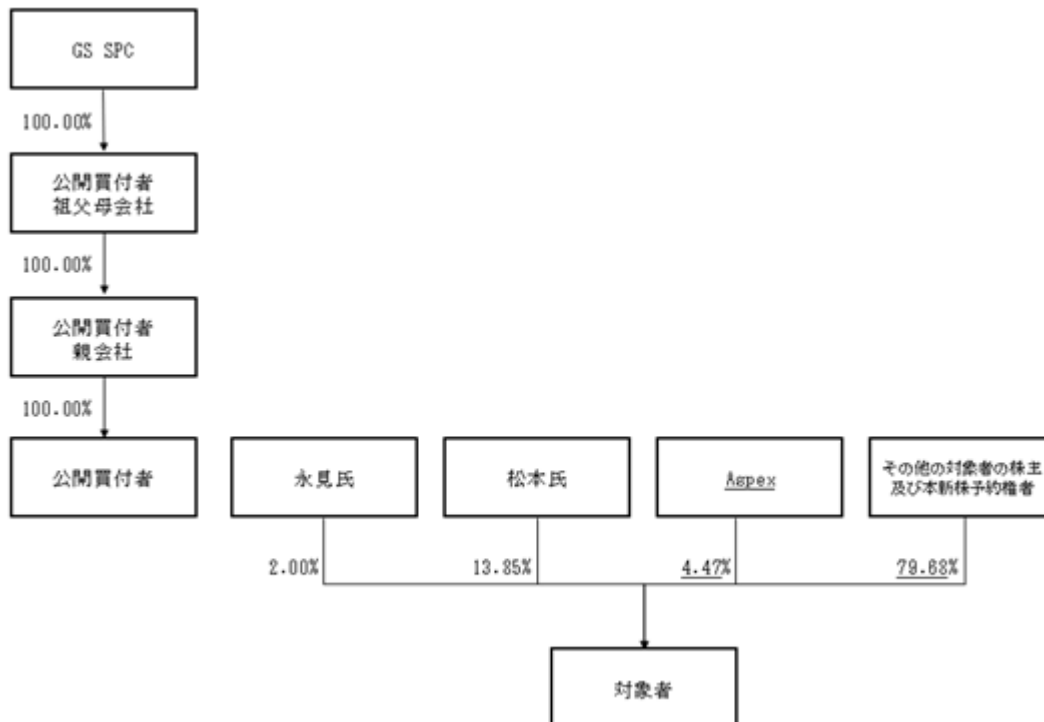 GS SPC
100.00%
公開買付者
祖父母会社
100.00%
公開買付者
親会社
100.00%
公開買付者
永見氏
松本氏
Aspex
その他の対象者の株主
及び本新株予約権者
2.00%
13.85%
4.47%
79.68%
対象者